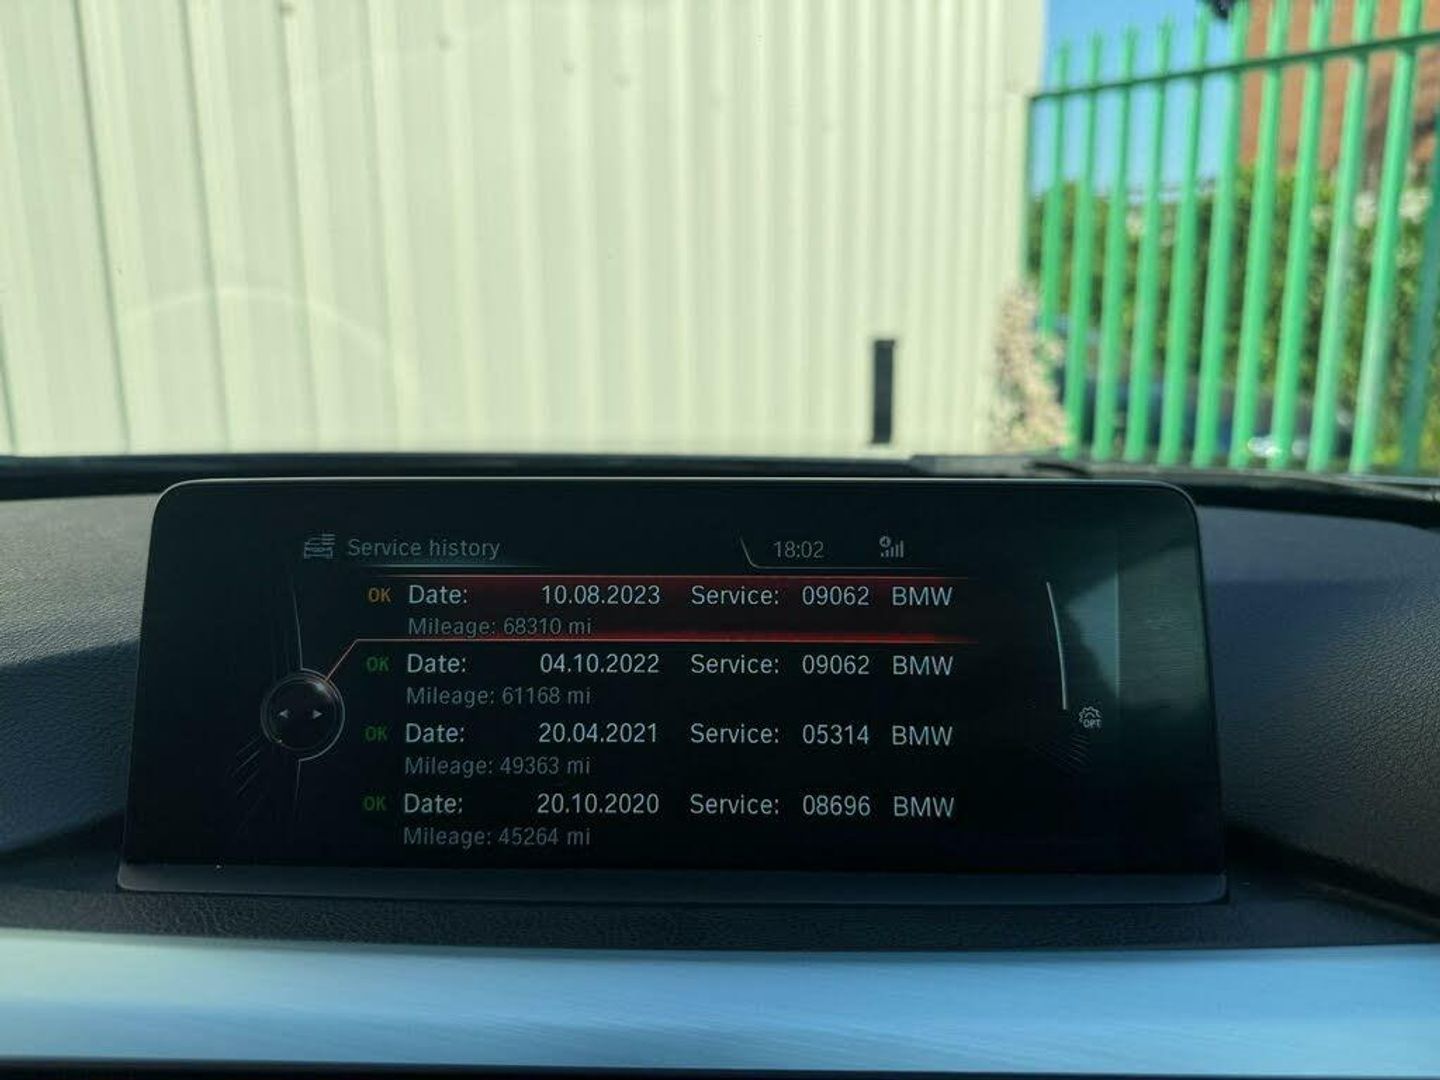 Service history 18:02
OK Date: 10.08.2023 Service: 09062 BMW
Mileage: 68310 mi
OK Date: 04.10.2022 Service: 09062 BMW
Mileage: 61168 mi
OK Date: 20.04.2021 Service: 05314 BMW
Mileage: 49363 mi
OPT
OK Date: 20.10.2020 Service: 08696 BMW
Mileage: 45264 mi